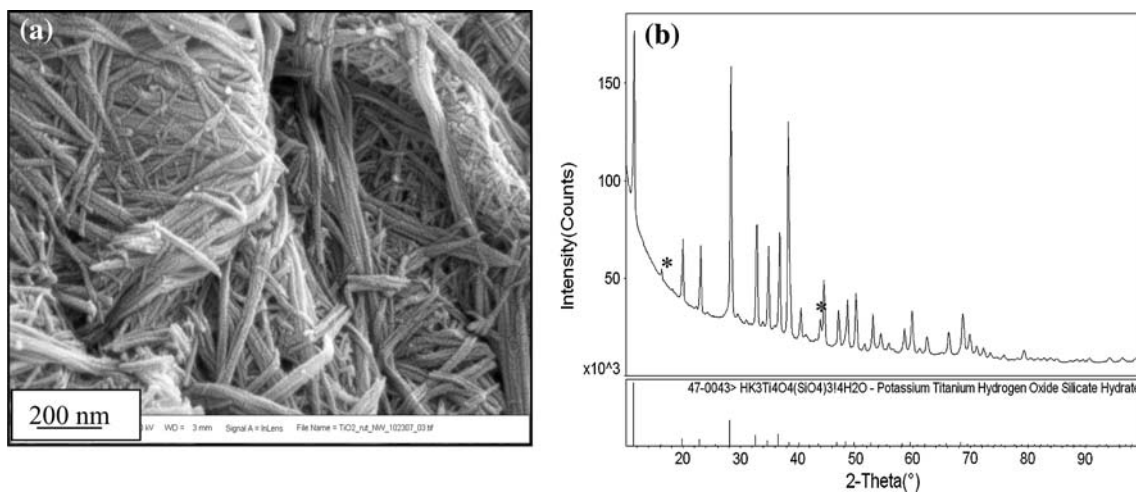 (a)
200 nm
kV WD = 3 mm Signal A = InLens File Name = TiO2_rut_NW_102307_03.tif
(b)
Intensity(Counts)
150
100
50
x10^3
*
*
47-0043> HK3Ti4O4(SiO4)3!4H2O - Potassium Titanium Hydrogen Oxide Silicate Hydrate
20 30 40 50 60 70 80 90
2-Theta(°)